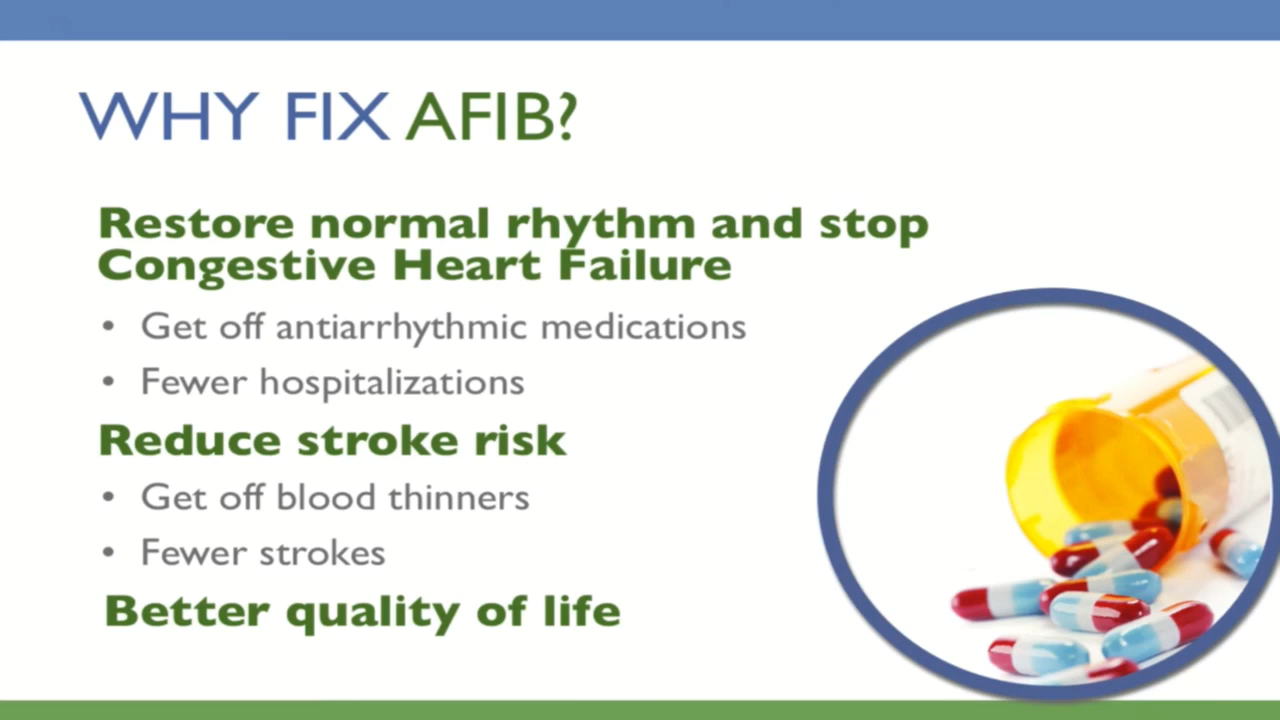 WHY FIX AFIB?
Restore normal rhythm and stop
Congestive Heart Failure
• Get off antiarrhythmic medications
• Fewer hospitalizations
Reduce stroke risk
• Get off blood thinners
• Fewer strokes
Better quality of life